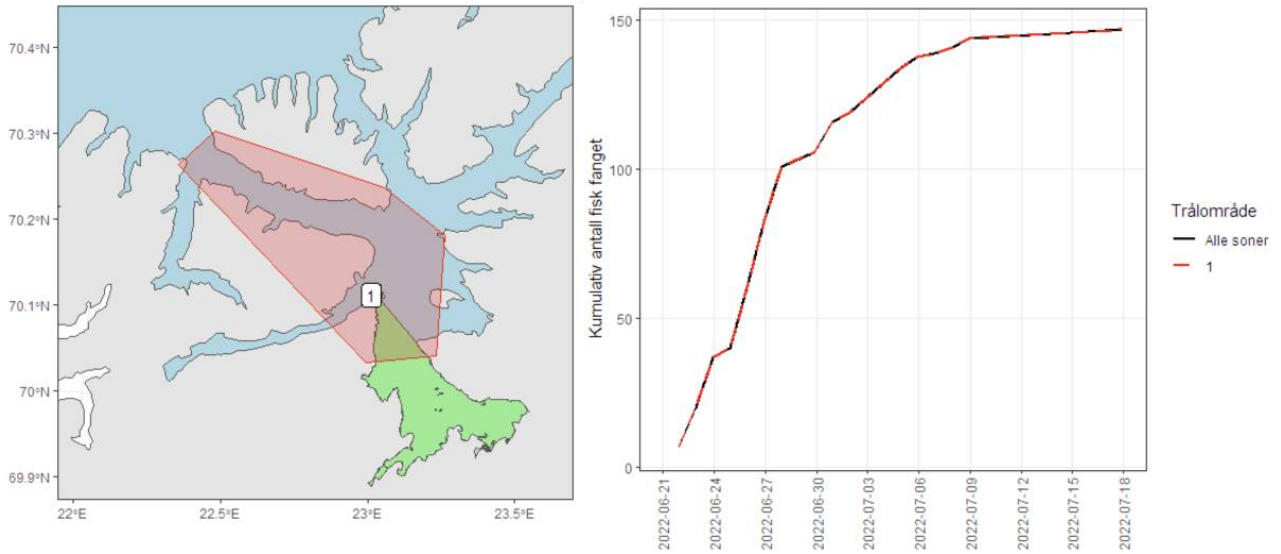 70.4°N
70.3°N
70.2°N
70.1°N
70°N
69.9°N
22°E
22.5°E
23°E
23.5°E
1
Kumulativ antall fisk fanget
150
100
50
0
2022-06-21
2022-06-24
2022-06-27
2022-06-30
2022-07-03
2022-07-06
2022-07-09
2022-07-12
2022-07-15
2022-07-18
Trålområde
Alle soner
1